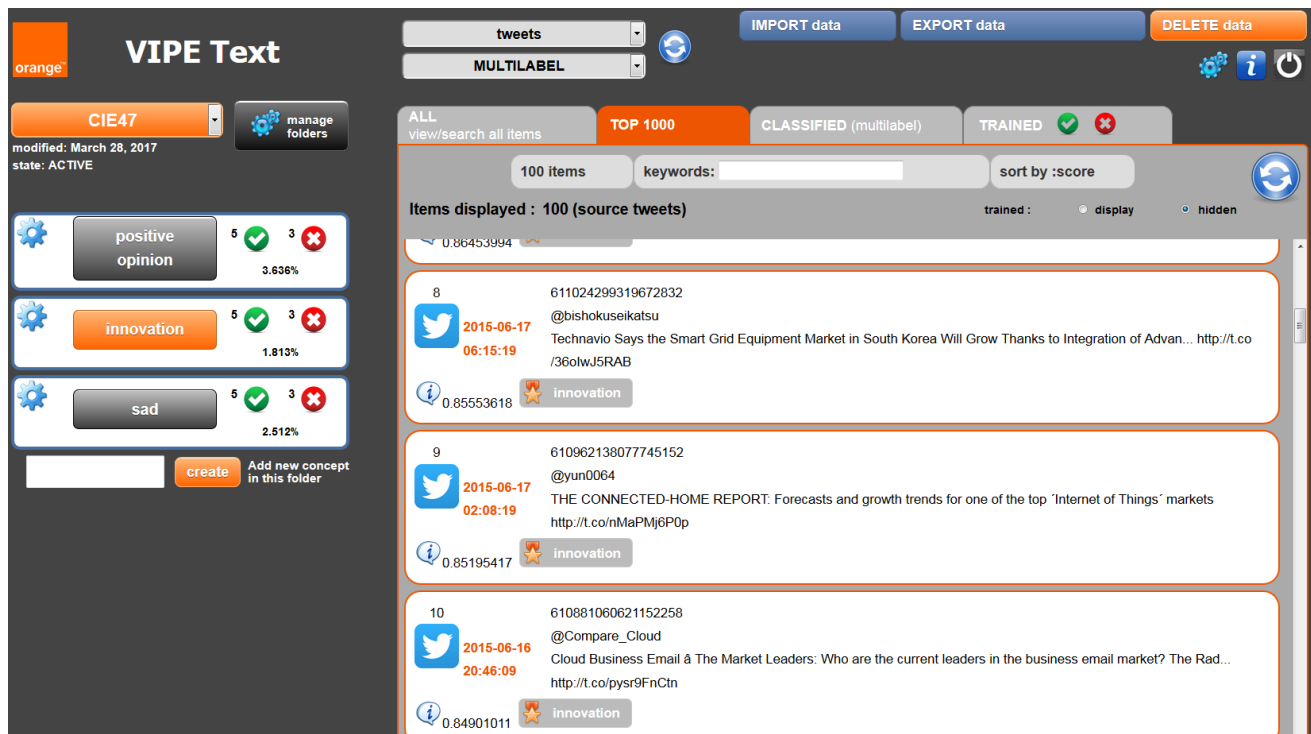 orange™
VIPE Text
tweets
MULTILABEL
IMPORT data
EXPORT data
DELETE data
CIE47
manage
folders
modified: March 28, 2017
state: ACTIVE
ALL
view/search all items
TOP 1000
CLASSIFIED (multilabel)
TRAINED
100 items
keywords:
sort by :score
Items displayed : 100 (source tweets)
trained :
display
hidden
positive
opinion
5
3
3.636%
innovation
5
3
1.813%
sad
5
3
2.512%
create
Add new concept
in this folder
0.86453994
8
611024299319672832
@bishokuseikatsu
2015-06-17
06:15:19
Technavio Says the Smart Grid Equipment Market in South Korea Will Grow Thanks to Integration of Advan... http://t.co
/36olwJ5RAB
0.85553618
innovation
9
610962138077745152
@yun0064
2015-06-17
02:08:19
THE CONNECTED-HOME REPORT: Forecasts and growth trends for one of the top ´Internet of Things´ markets
http://t.co/nMaPMj6P0p
0.85195417
innovation
10
610881060621152258
@Compare_Cloud
2015-06-16
20:46:09
Cloud Business Email â The Market Leaders: Who are the current leaders in the business email market? The Rad...
http://t.co/pysr9FnCtn
0.84901011
innovation